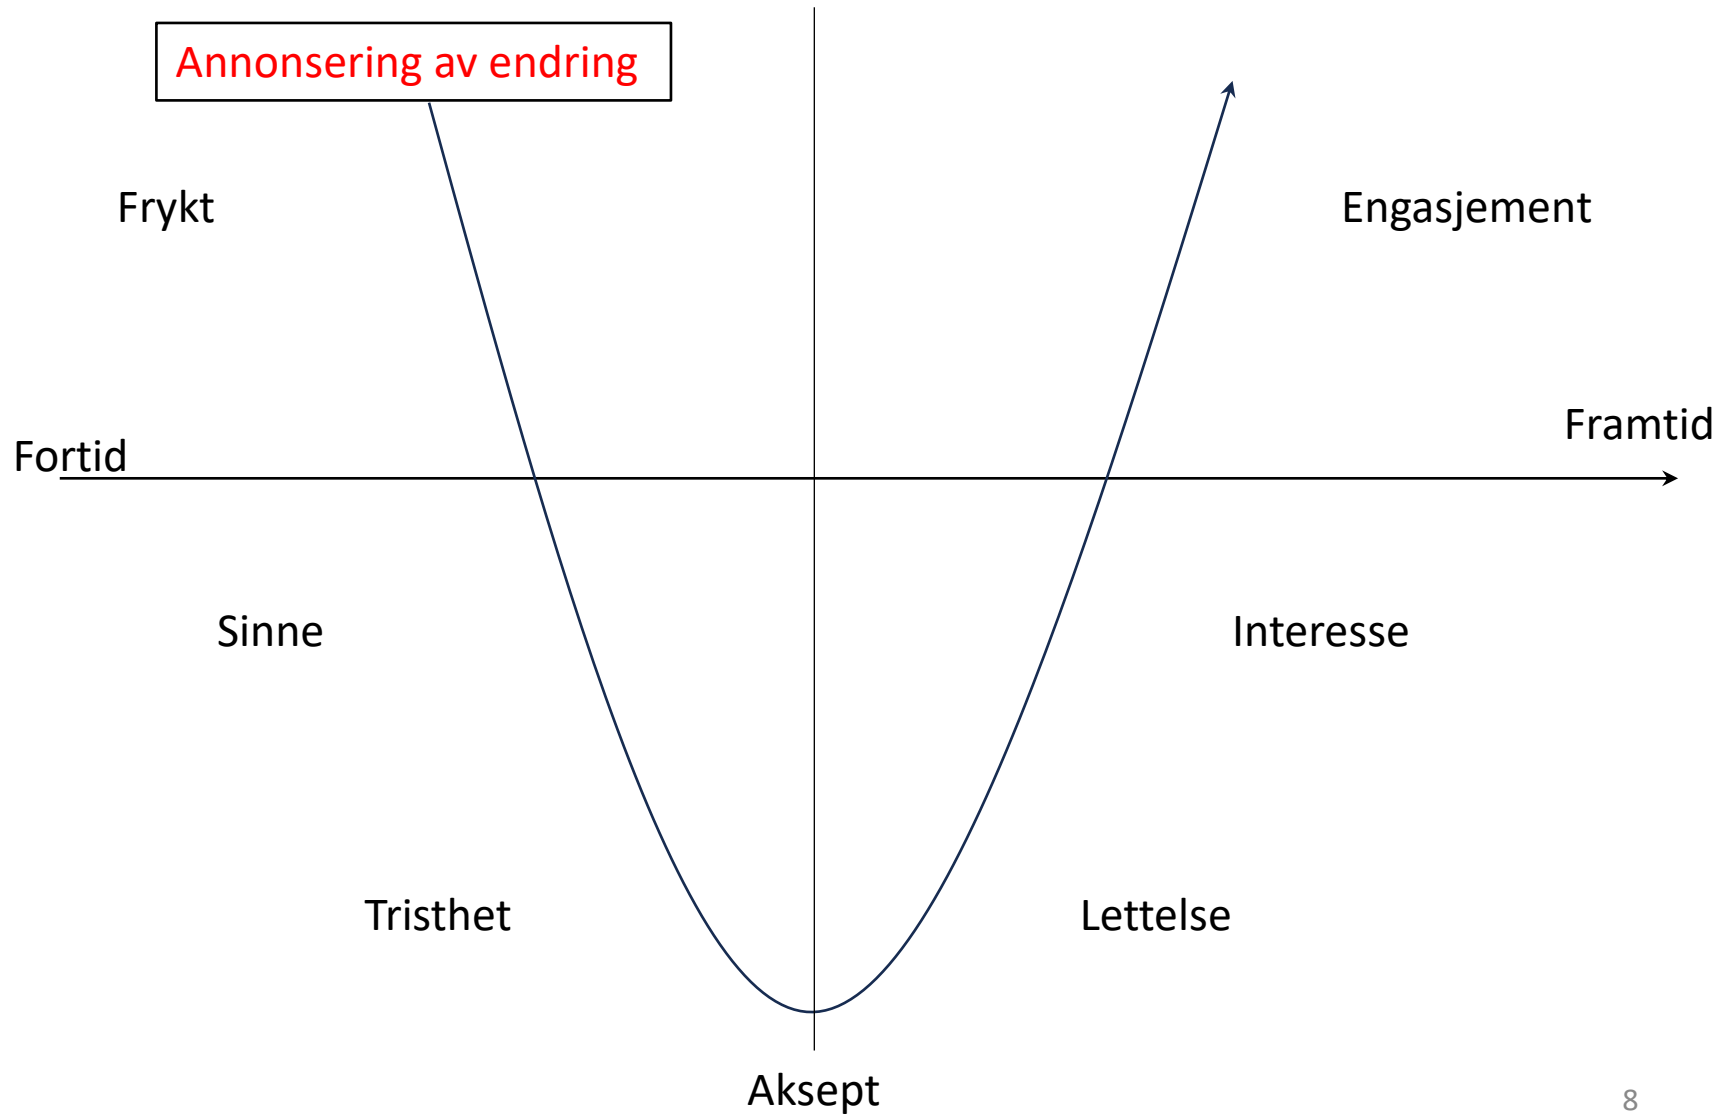 Annonsering av endring
Frykt
Engasjement
Framtid
Fortid
Sinne
Interesse
Tristhet
Lettelse
Aksept
8